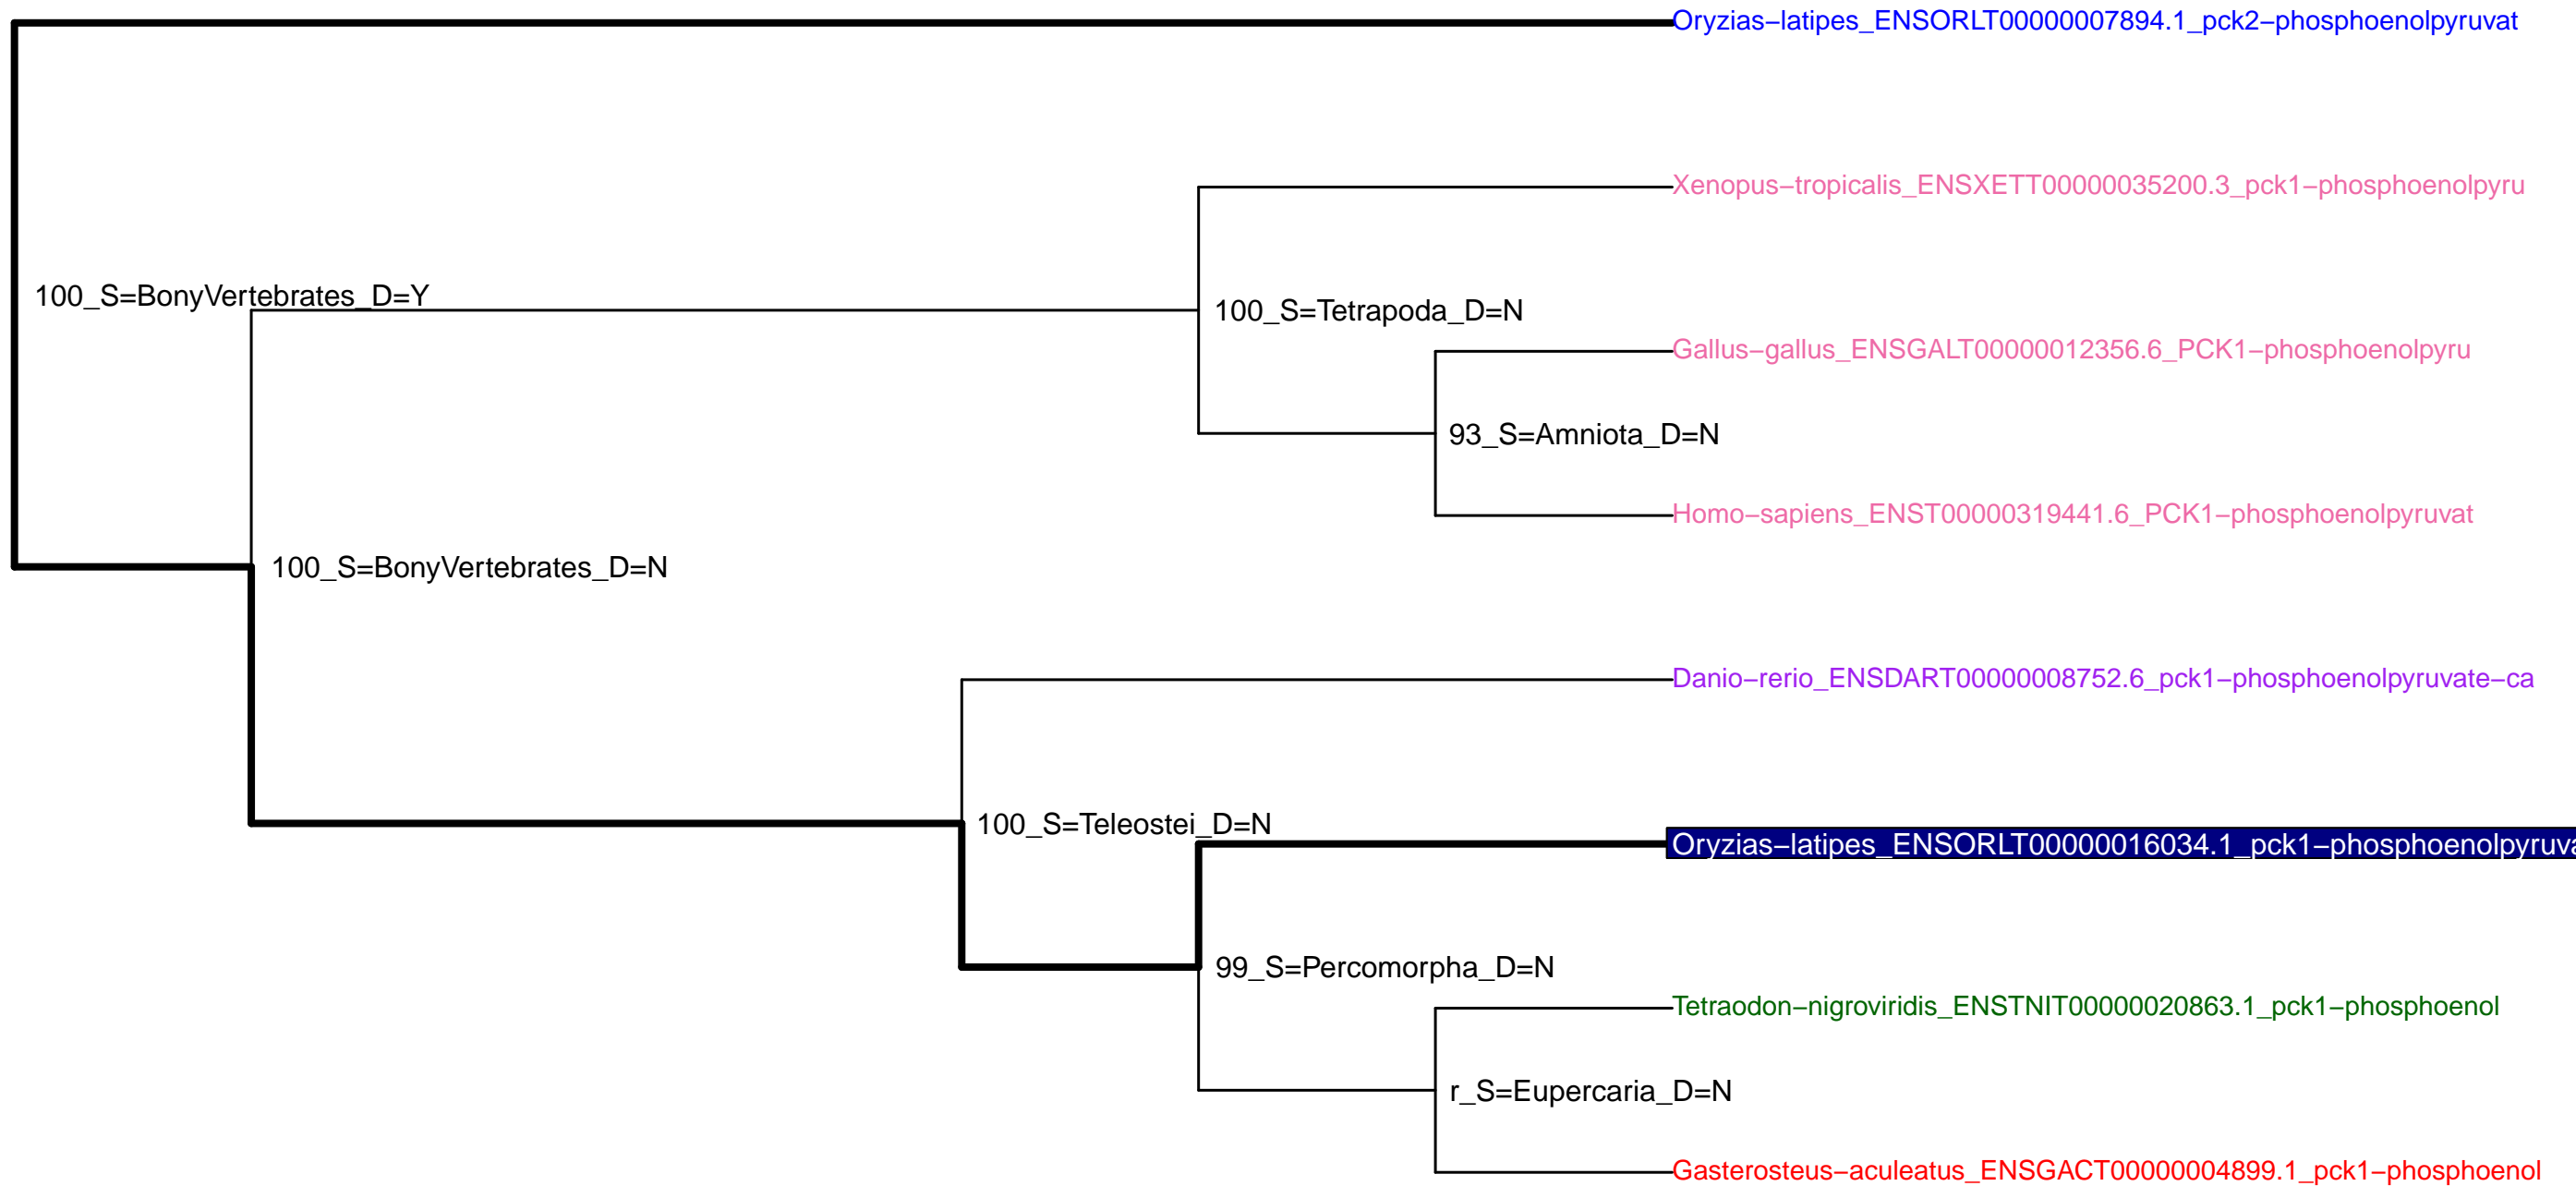 Oryzias−latipes_ENSORLT00000007894.1_pck2−phosphoenolpyruvat
Xenopus−tropicalis_ENSXETT00000035200.3_pck1−phosphoenolpyru
100_S=BonyVertebrates_D=Y
100_S=Tetrapoda_D=N
Gallus−gallus_ENSGALT00000012356.6_PCK1−phosphoenolpyru
93_S=Amniota_D=N
Homo−sapiens_ENST00000319441.6_PCK1−phosphoenolpyruvat
100_S=BonyVertebrates_D=N
Danio−rerio_ENSDART00000008752.6_pck1−phosphoenolpyruvate−ca
100_S=Teleostei_D=N
Oryzias−latipes_ENSORLT00000016034.1_pck1−phosphoenolpyruva
99_S=Percomorpha_D=N
Tetraodon−nigroviridis_ENSTNIT00000020863.1_pck1−phosphoenol
r_S=Eupercaria_D=N
Gasterosteus−aculeatus_ENSGACT00000004899.1_pck1−phosphoenol